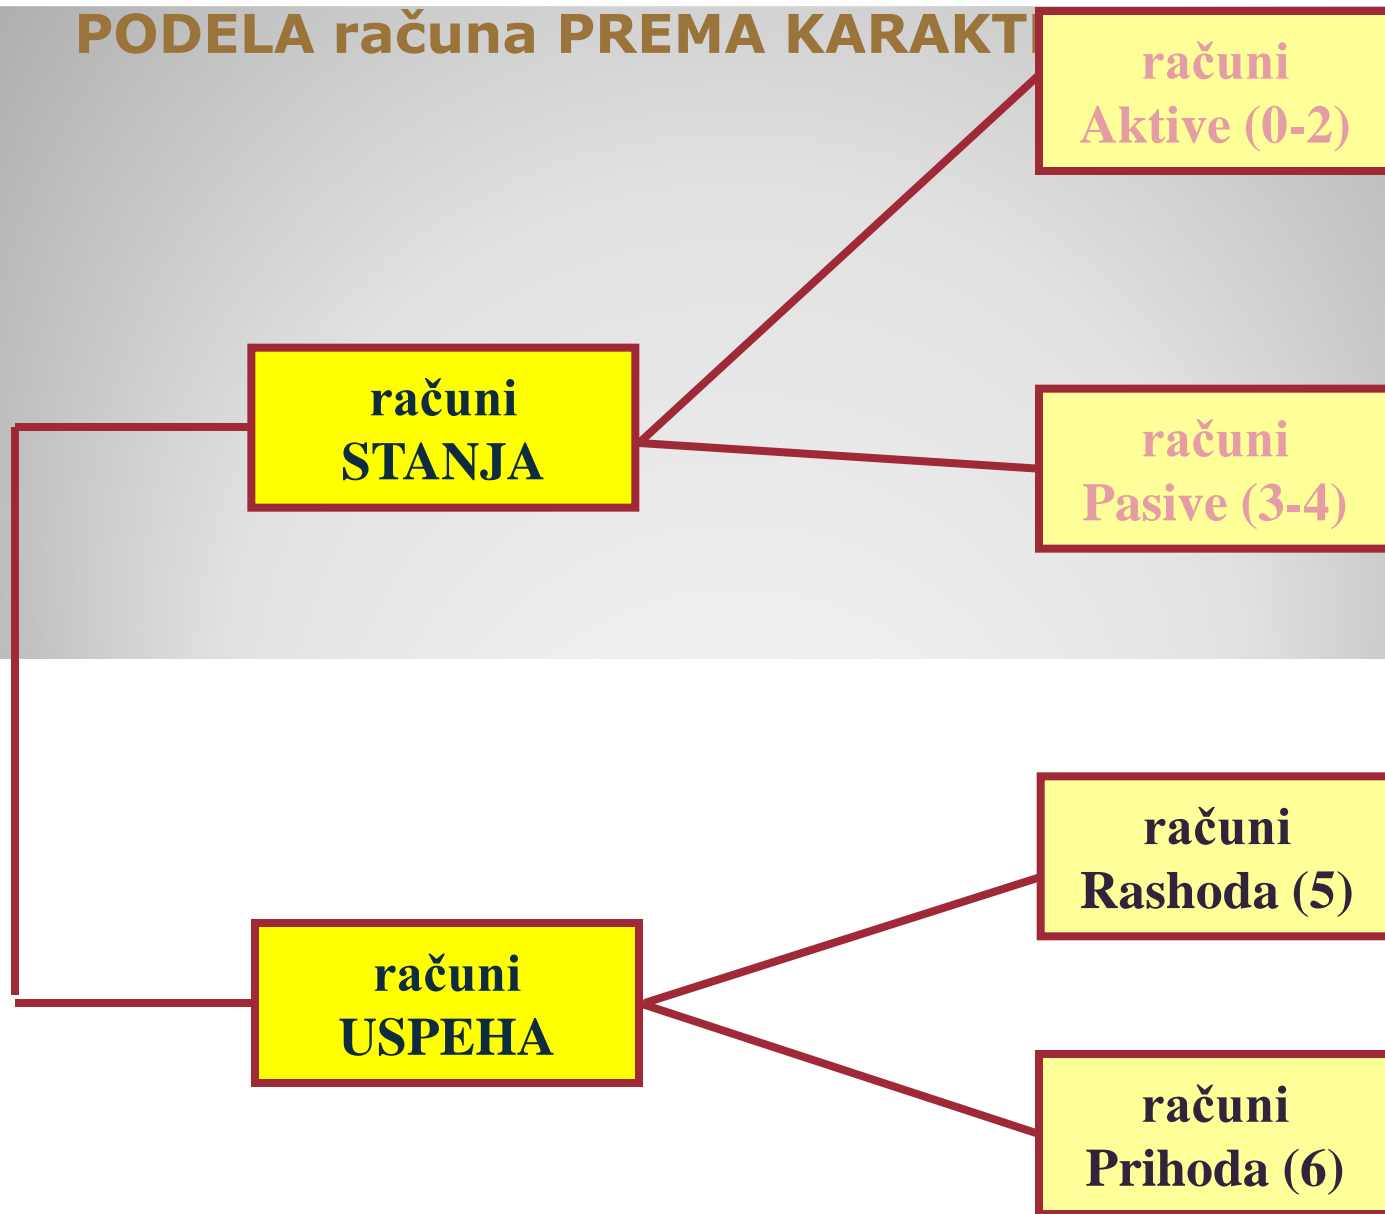 PODELA računa PREMA
računi
Aktive (0-2)
računi
STANJA
računi
Pasive (3-4)
računi
Rashoda (5)
računi
USPEHA
računi
Prihoda (6)